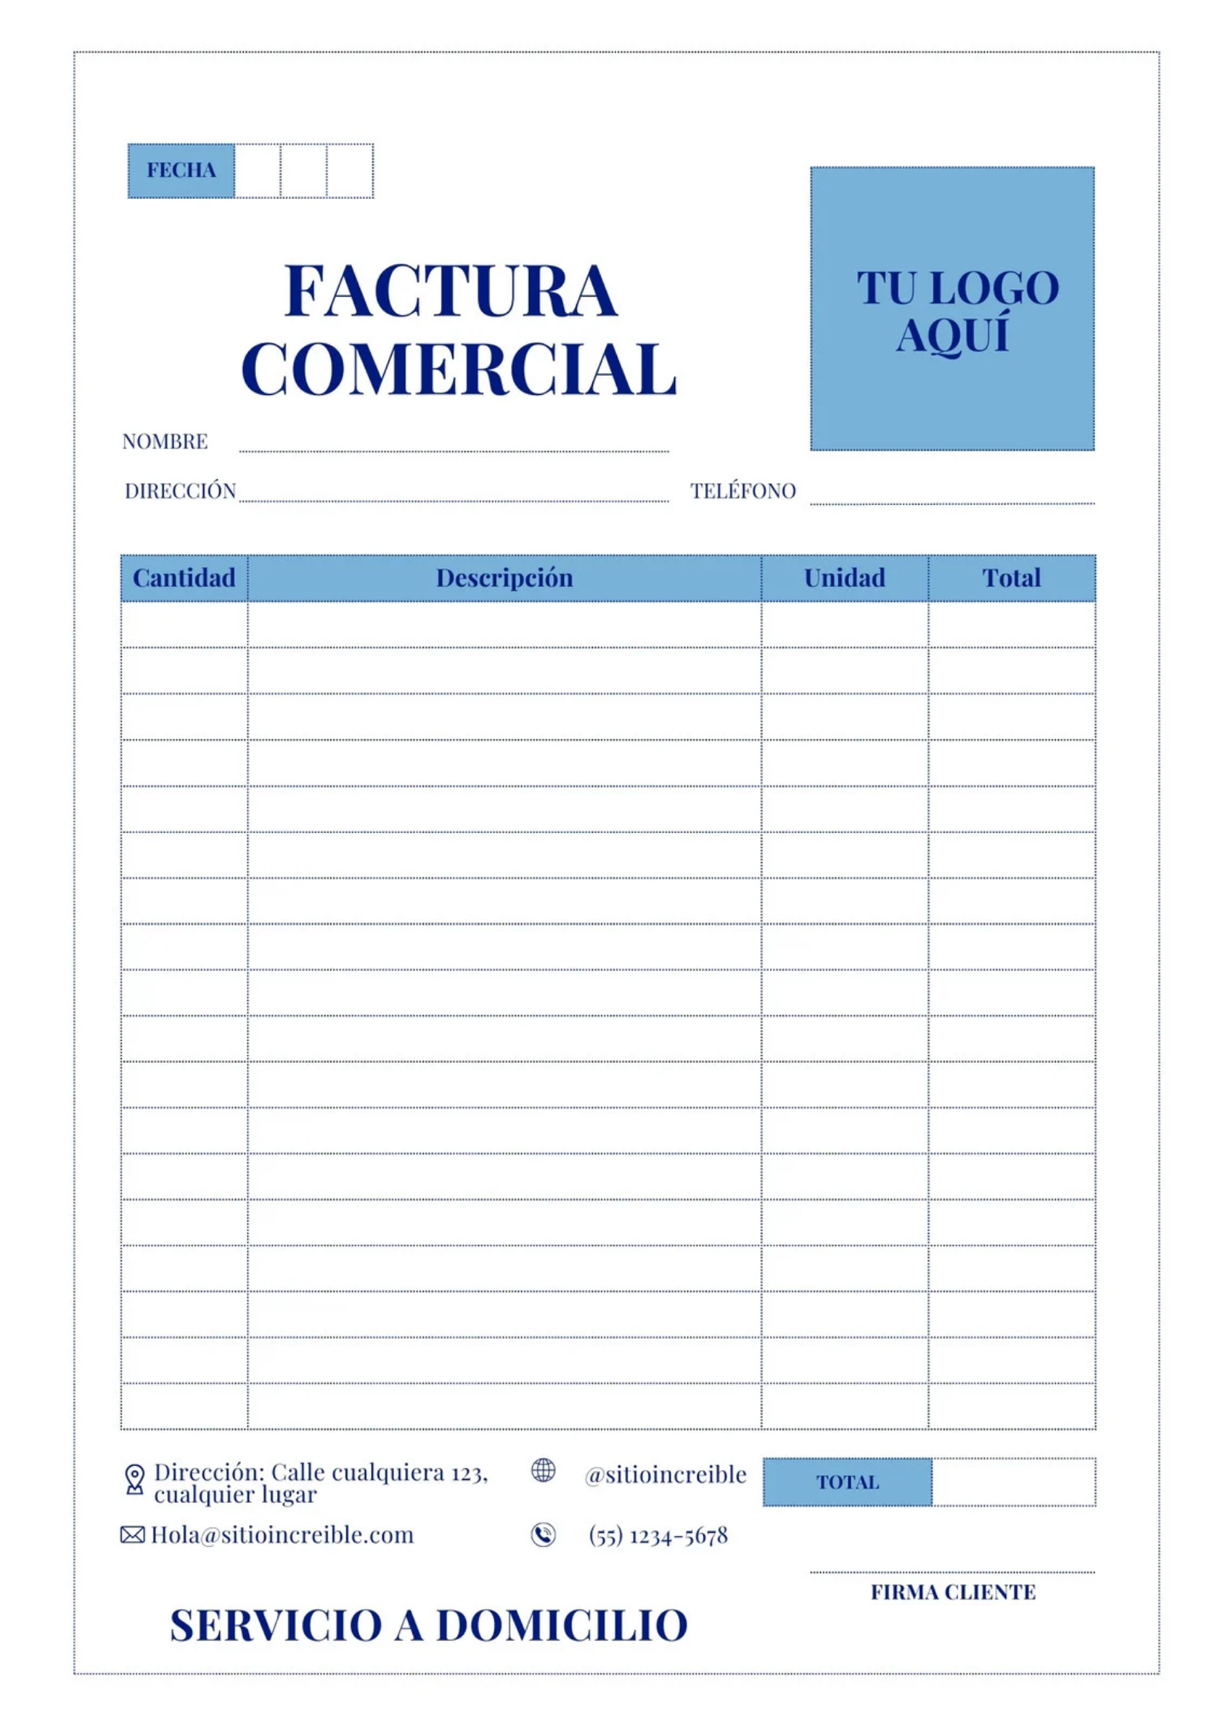 FECHA
FACTURA
COMERCIAL
TU LOGO
AQUÍ
NOMBRE
DIRECCIÓN
TELÉFONO
Cantidad Descripción Unidad Total
Dirección: Calle cualquiera 123,
cualquier lugar
@sitioincreible
TOTAL
Hola@sitioincreible.com
(55) 1234-5678
FIRMA CLIENTE
SERVICIO A DOMICILIO